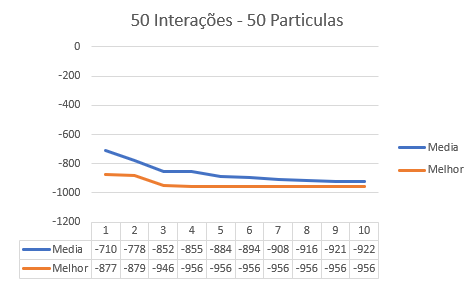 50 Interações - 50 Particulas
0
-200
-400
-600
-800
-1000
-1200
Media
Melhor
1 2 3 4 5 6 7 8 9 10
Media -710 -778 -852 -855 -884 -894 -908 -916 -921 -922
Melhor -877 -879 -946 -956 -956 -956 -956 -956 -956 -956